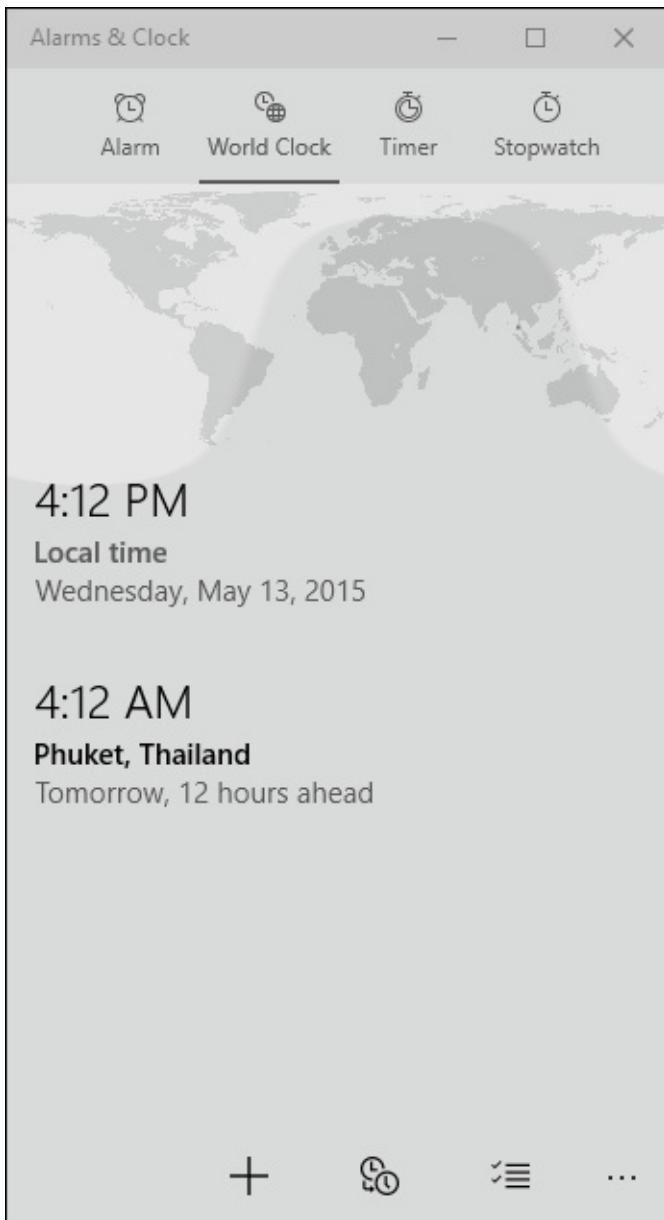 Alarms & Clock
Alarm World Clock Timer Stopwatch
4:12 PM
Local time
Wednesday, May 13, 2015
4:12 AM
Phuket, Thailand
Tomorrow, 12 hours ahead